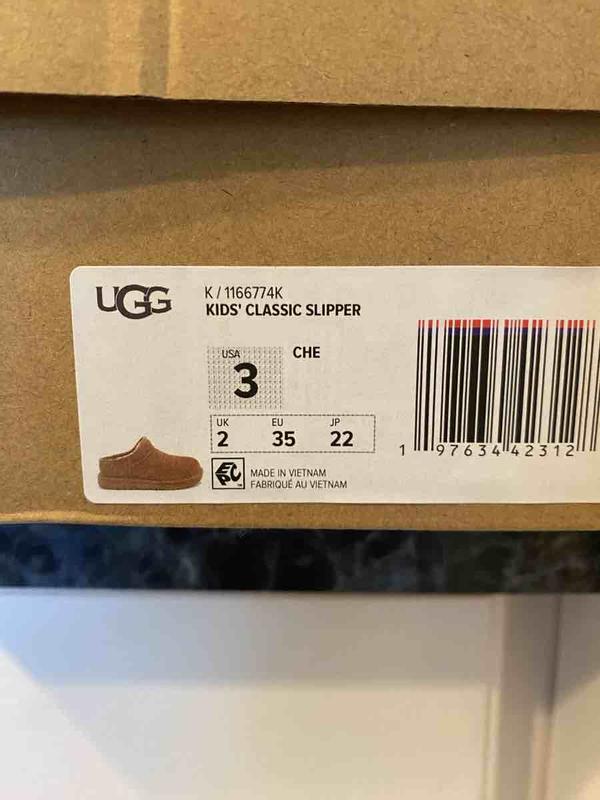 UGG
K / 1166774K
KIDS' CLASSIC SLIPPER
USA
CHE
3
UK EU JP
2 35 22
MADE IN VIETNAM
FABRIQUÉ AU VIETNAM
1 97634 42312